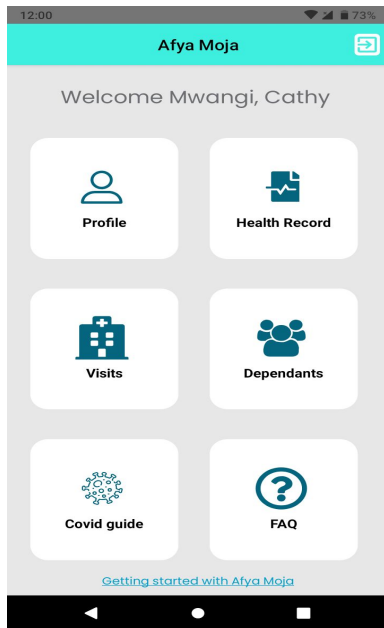 12:00 73%
Afya Moja
Welcome Mwangi, Cathy
Profile Health Record
Visits Dependants
Covid guide FAQ
Getting started with Afya Moja